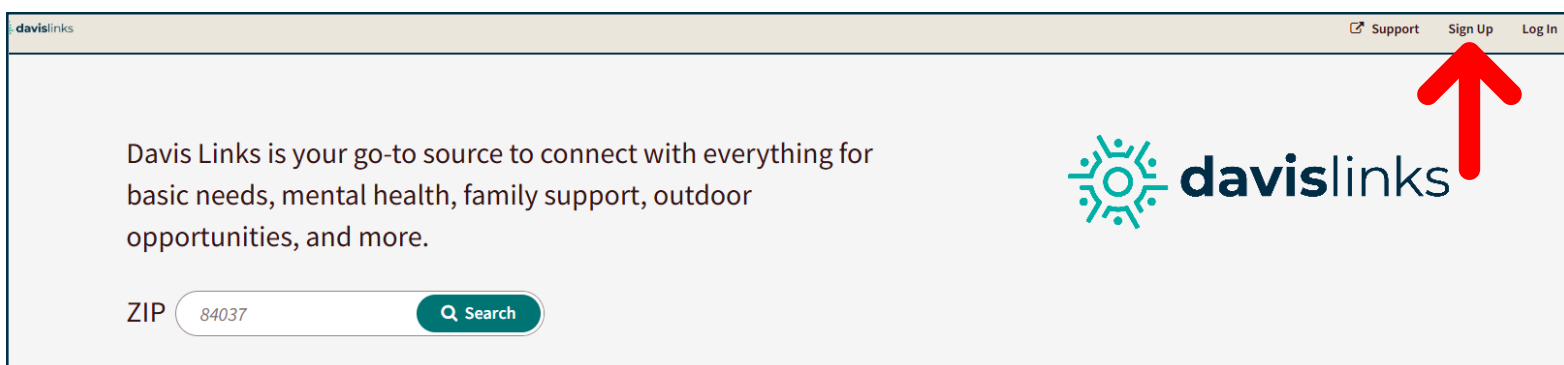 davislinks
Support Sign Up Log In
Davis Links is your go-to source to connect with everything for
basic needs, mental health, family support, outdoor
opportunities, and more.
davislinks
ZIP 84037 Search